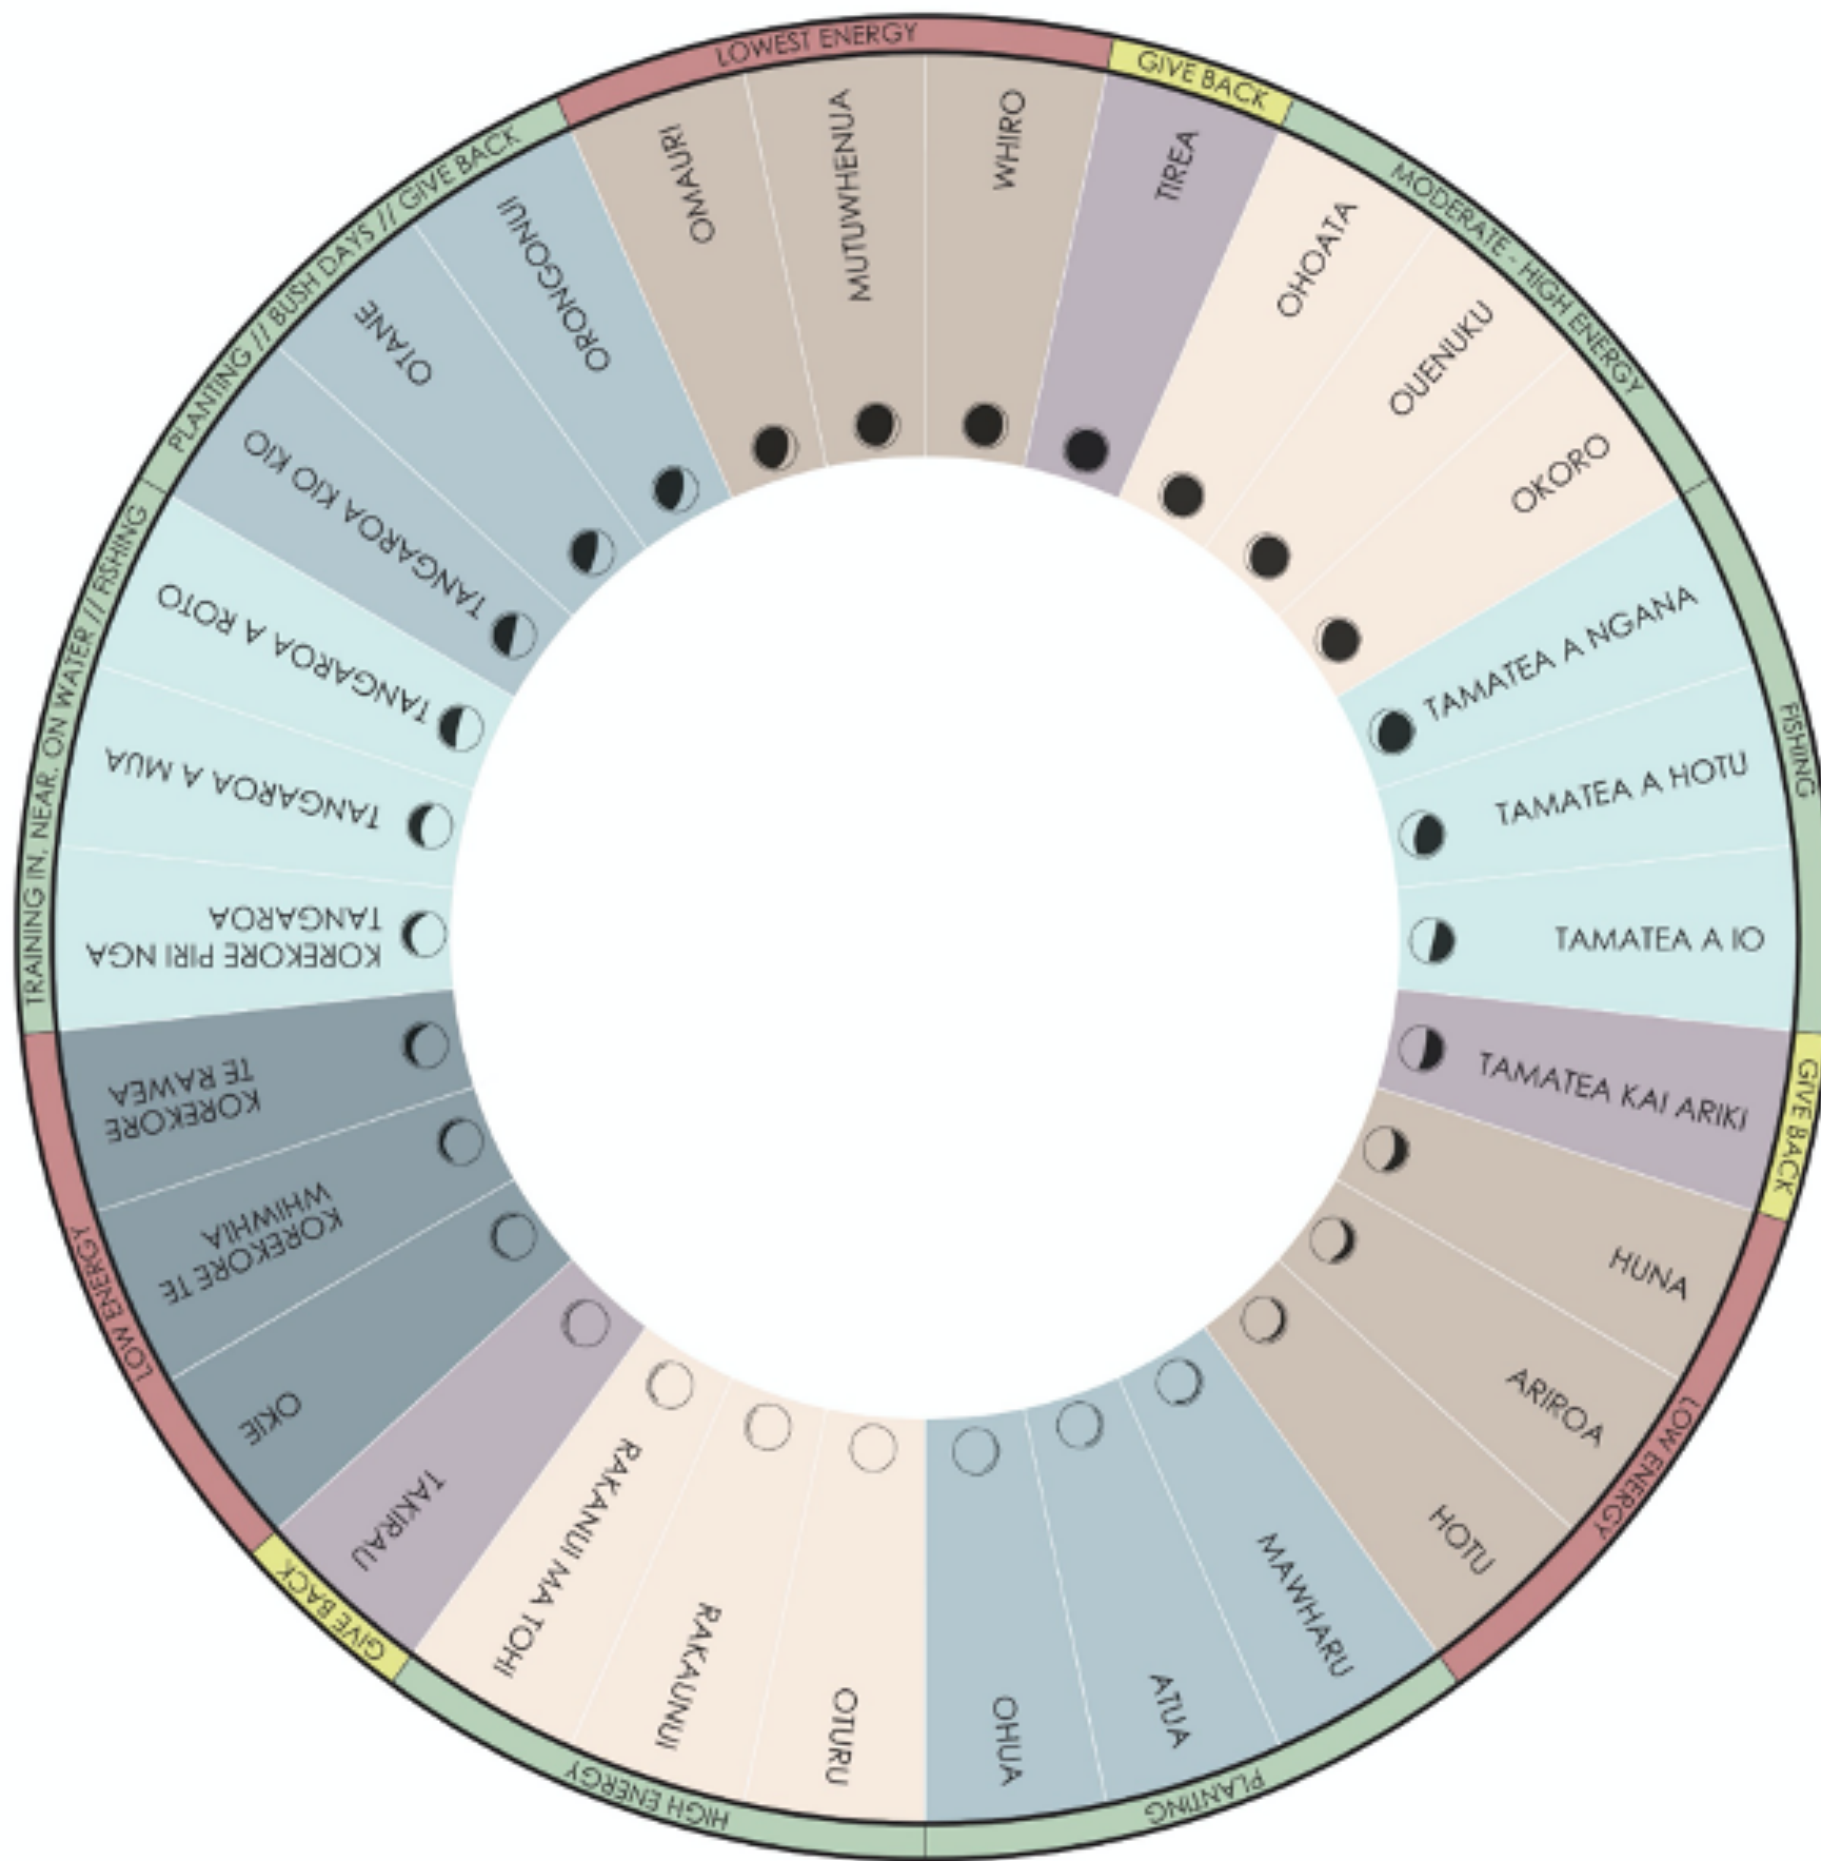 LOWEST ENERGY
GIVE BACK
MODERATE - HIGH ENERGY
FISHING
GIVE BACK
LOW ENERGY
PLANTING
HIGH ENERGY
GIVE BACK
LOW ENERGY
TRAINING IN, NEAR, ON WATER // FISHING
PLANTING // BUSH DAYS // GIVE BACK
WHIRO
TIREA
OHOATA
OUENUKU
OKORO
TAMATEA A NGANA
TAMATEA A HOTU
TAMATEA A IO
TAMATEA KAI ARIKI
HUNA
ARIROA
HOTU
MAWHARU
ATUA
OHUA
OTURU
RAKAUNUI
RAKANUI MA TOHI
TAKIRAU
OKIE
KOREKORE TE
WHIWHIA
KOREKORE
TE RAWEA
KOREKORE PIRI NGA
TANGAROA
TANGAROA A MUA
TANGAROA A ROTO
TANGAROA KIO KIO
OTANE
ORONGONUI
OMAURI
MUTUWHENUA